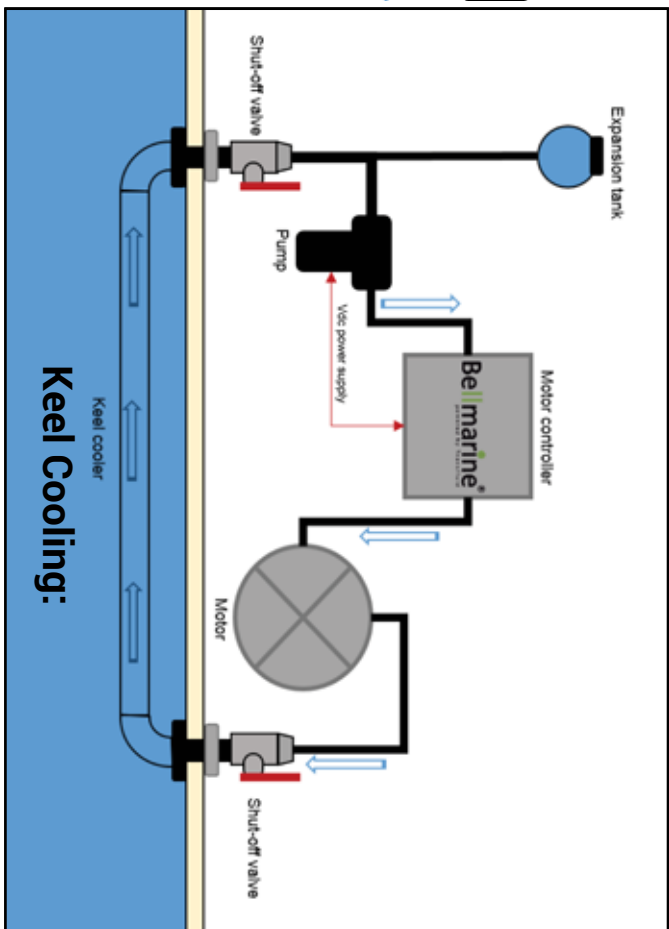 Expansion tank
Motor controller
Bellmarine®
Vdc power supply
Pump
Shut-off valve
Shut-off valve
Motor
Keel cooler
Keel Cooling: